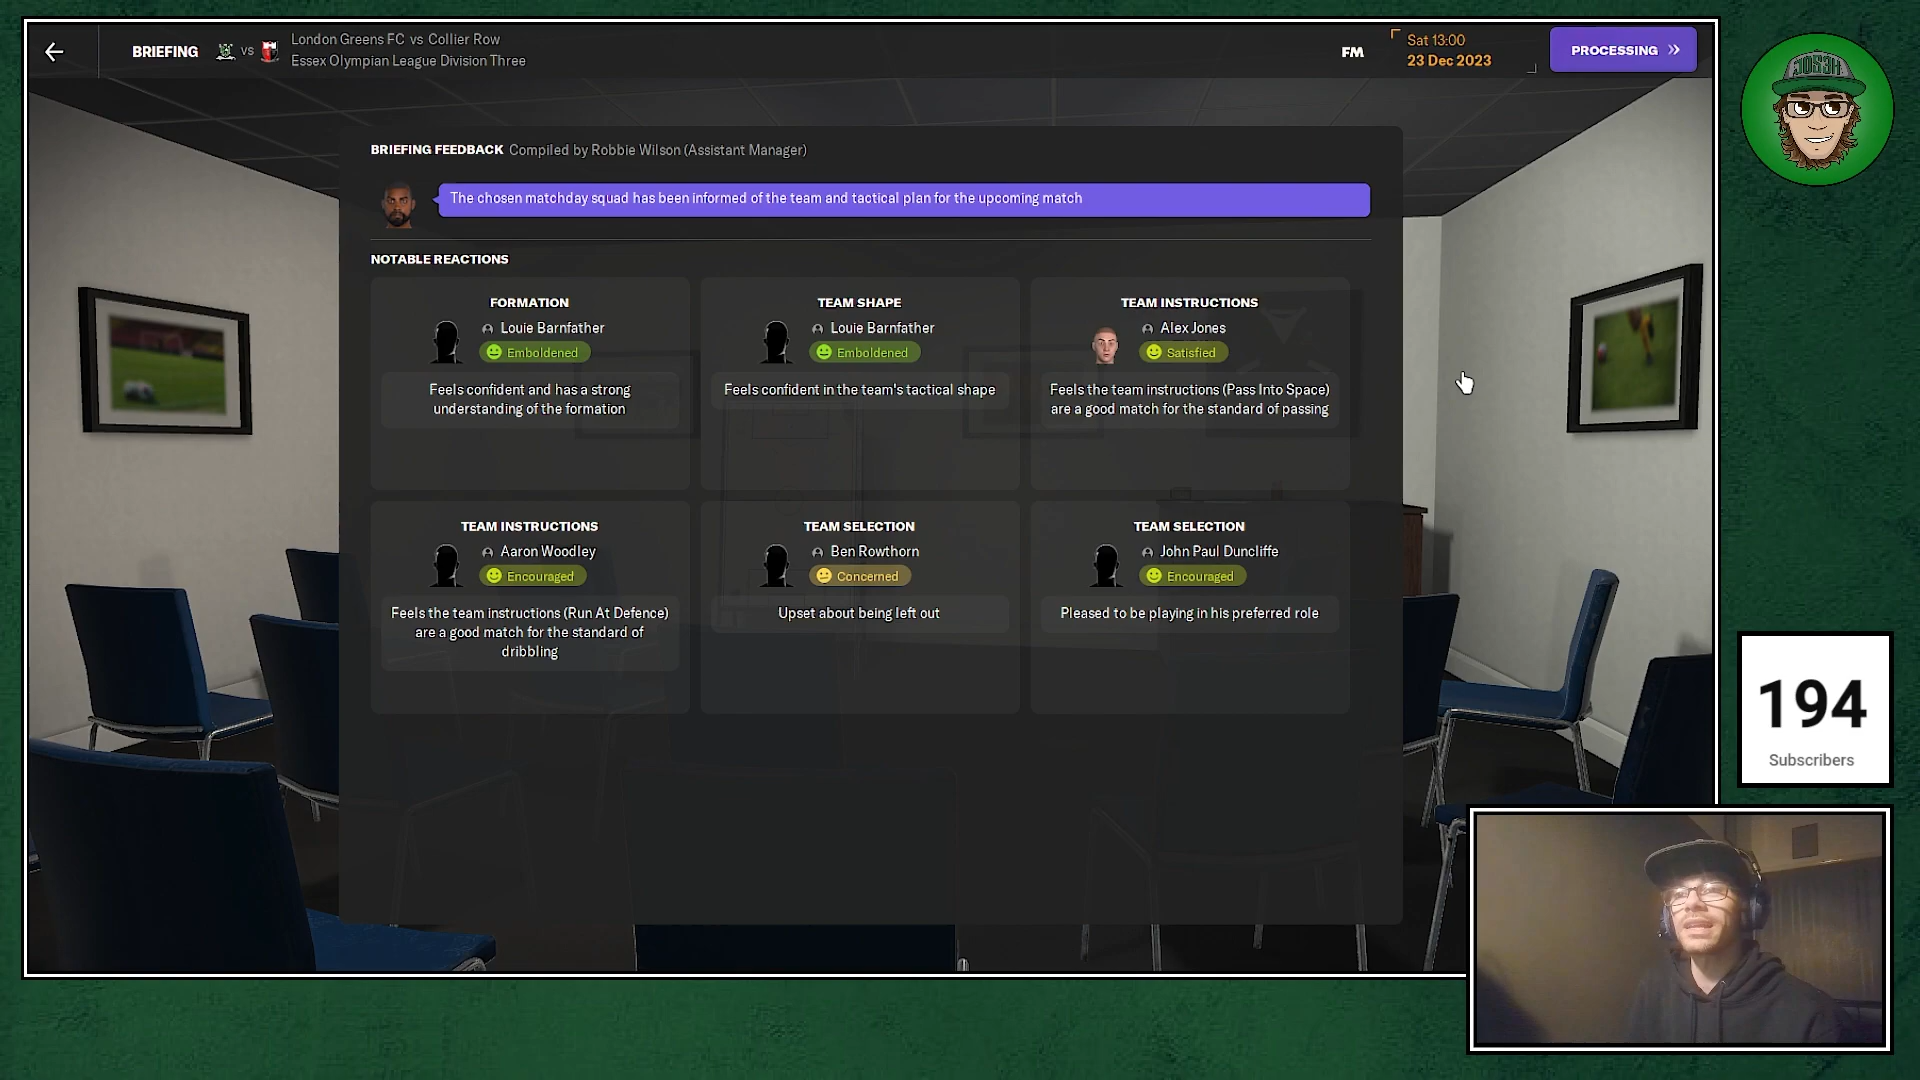 BRIEFING
VS
London Greens FC vs Collier Row
Essex Olympian League Division Three
FM
Sat 13:00
23 Dec 2023
PROCESSING
JOS3H
BRIEFING FEEDBACK Compiled by Robbie Wilson (Assistant Manager)
The chosen matchday squad has been informed of the team and tactical plan for the upcoming match
NOTABLE REACTIONS
FORMATION
Louie Barnfather
Emboldened
Feels confident and has a strong
understanding of the formation
TEAM SHAPE
Louie Barnfather
Emboldened
Feels confident in the team's tactical shape
TEAM INSTRUCTIONS
Alex Jones
Satisfied
Feels the team instructions (Pass Into Space)
are a good match for the standard of passing
TEAM INSTRUCTIONS
Aaron Woodley
Encouraged
Feels the team instructions (Run At Defence)
are a good match for the standard of
dribbling
TEAM SELECTION
Ben Rowthorn
Concerned
Upset about being left out
TEAM SELECTION
John Paul Duncliffe
Encouraged
Pleased to be playing in his preferred role
194
Subscribers